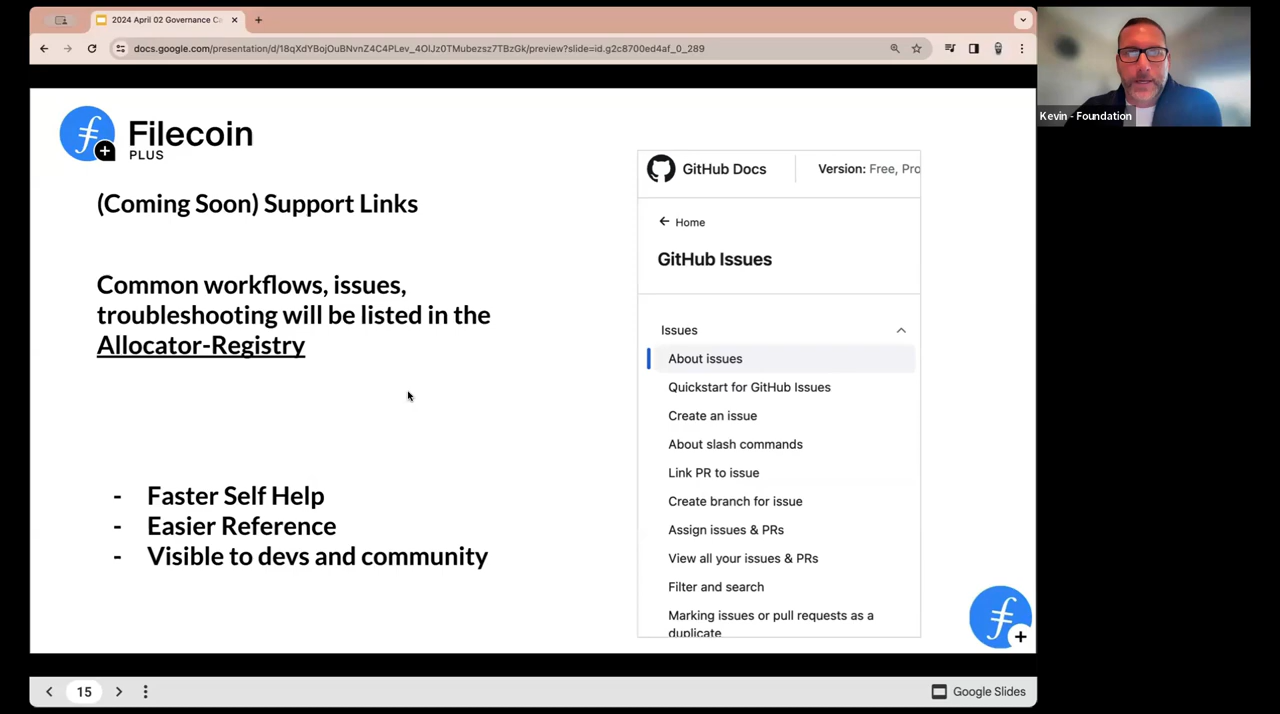 2024 April 02 Governance Ca
docs.google.com/presentation/d/18qXdYBojOuBNvnZ4C4PLev_4OIJz0TMubezsz7TBzGk/preview?slide=id.g2c8700ed4af_0_289
Filecoin
PLUS
(Coming Soon) Support Links
Common workflows, issues,
troubleshooting will be listed in the
Allocator-Registry
- Faster Self Help
- Easier Reference
- Visible to devs and community
GitHub Docs
Version: Free, Pro
Home
GitHub Issues
Issues
About issues
Quickstart for GitHub Issues
Create an issue
About slash commands
Link PR to issue
Create branch for issue
Assign issues & PRs
View all your issues & PRs
Filter and search
Marking issues or pull requests as a
duplicate
15
Google Slides
Kevin - Foundation